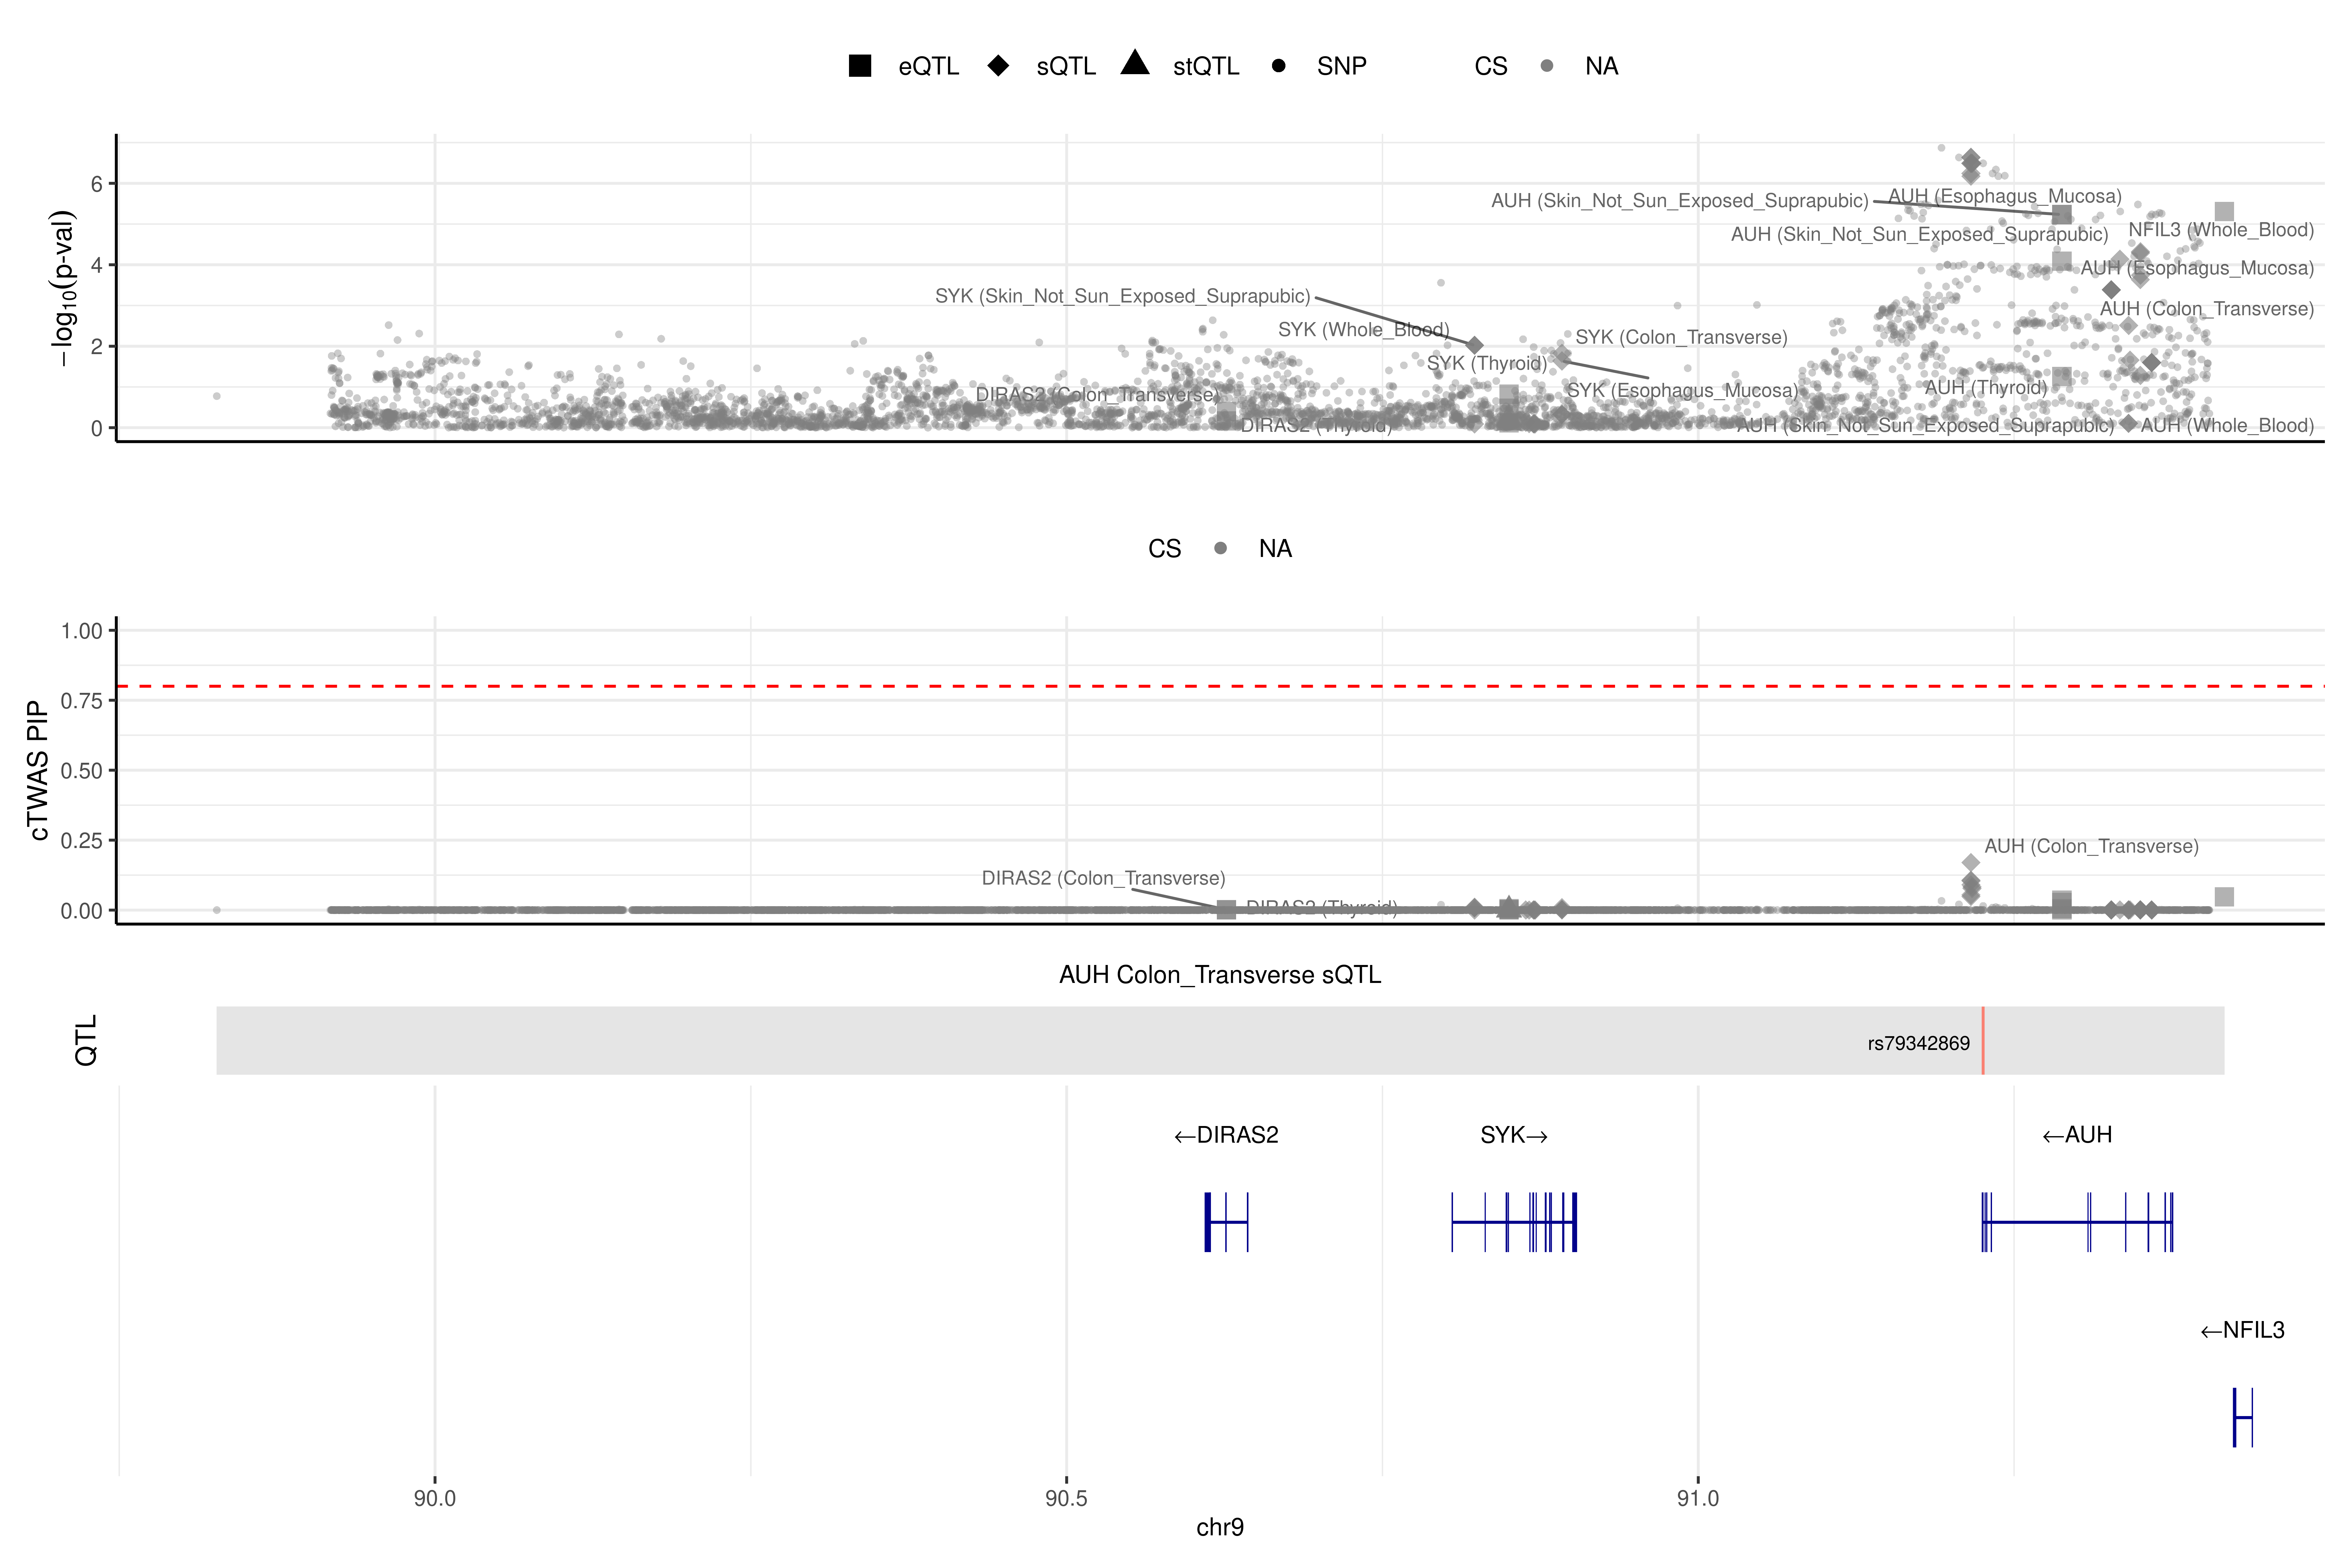 eQTL sQTL stQTL SNP CS NA
−log10(p-val)
6
4
2
0
AUH (Esophagus_Mucosa)
AUH (Skin_Not_Sun_Exposed_Suprapubic)
NFIL3 (Whole_Blood)
AUH (Skin_Not_Sun_Exposed_Suprapubic)
AUH (Esophagus_Mucosa)
SYK (Skin_Not_Sun_Exposed_Suprapubic)
AUH (Colon_Transverse)
SYK (Whole_Blood)
SYK (Colon_Transverse)
SYK (Thyroid)
AUH (Thyroid)
SYK (Esophagus_Mucosa)
DIRAS2 (Colon_Transverse)
DIRAS2 (Thyroid)
AUH (Skin_Not_Sun_Exposed_Suprapubic)
AUH (Whole_Blood)
CS NA
cTWAS PIP
1.00
0.75
0.50
0.25
0.00
AUH (Colon_Transverse)
DIRAS2 (Colon_Transverse)
DIRAS2 (Thyroid)
AUH Colon_Transverse sQTL
QTL
rs79342869
←DIRAS2
SYK→
←AUH
←NFIL3
90.0
90.5
91.0
chr9